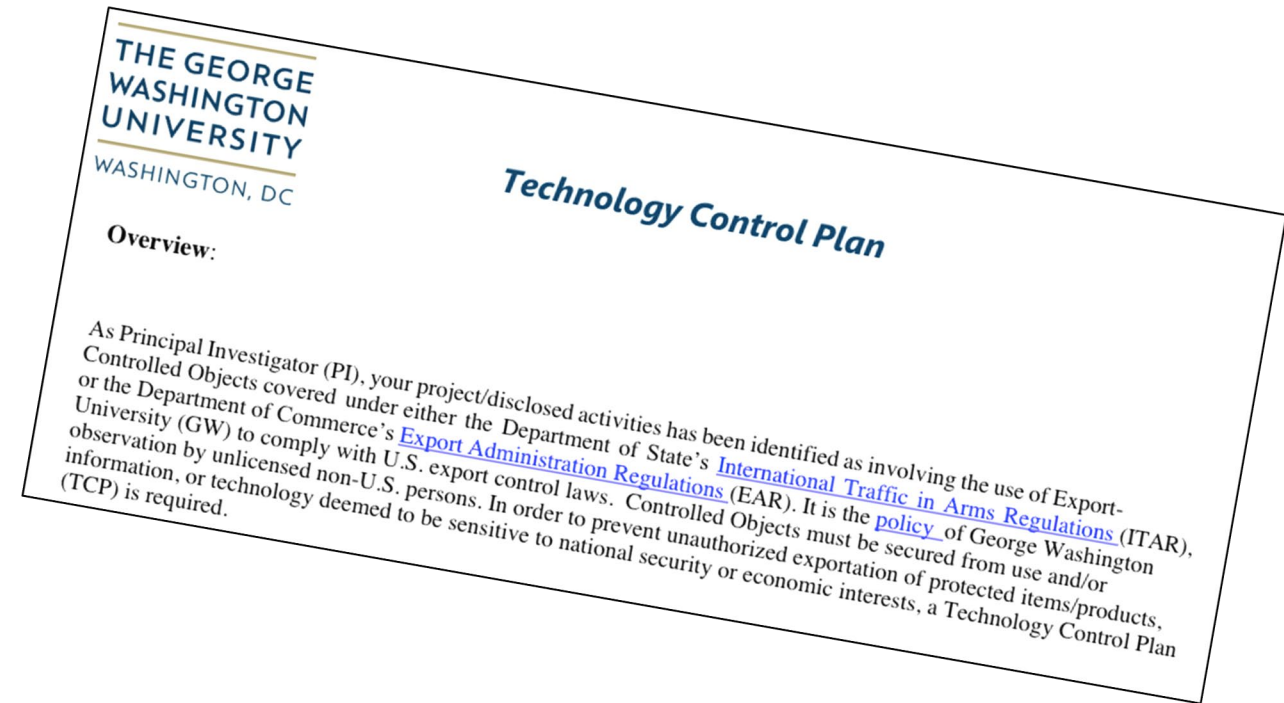 THE GEORGE
WASHINGTON
UNIVERSITY
WASHINGTON, DC
Technology Control Plan
Overview:
As Principal Investigator (PI), your project/disclosed activities has been identified as involving the use of Export-
Controlled Objects covered under either the Department of State’s International Traffic in Arms Regulations (ITAR),
or the Department of Commerce’s Export Administration Regulations (EAR). It is the policy of George Washington
University (GW) to comply with U.S. export control laws. Controlled Objects must be secured from use and/or
observation by unlicensed non-U.S. persons. In order to prevent unauthorized exportation of protected items/products,
information, or technology deemed to be sensitive to national security or economic interests, a Technology Control Plan
(TCP) is required.